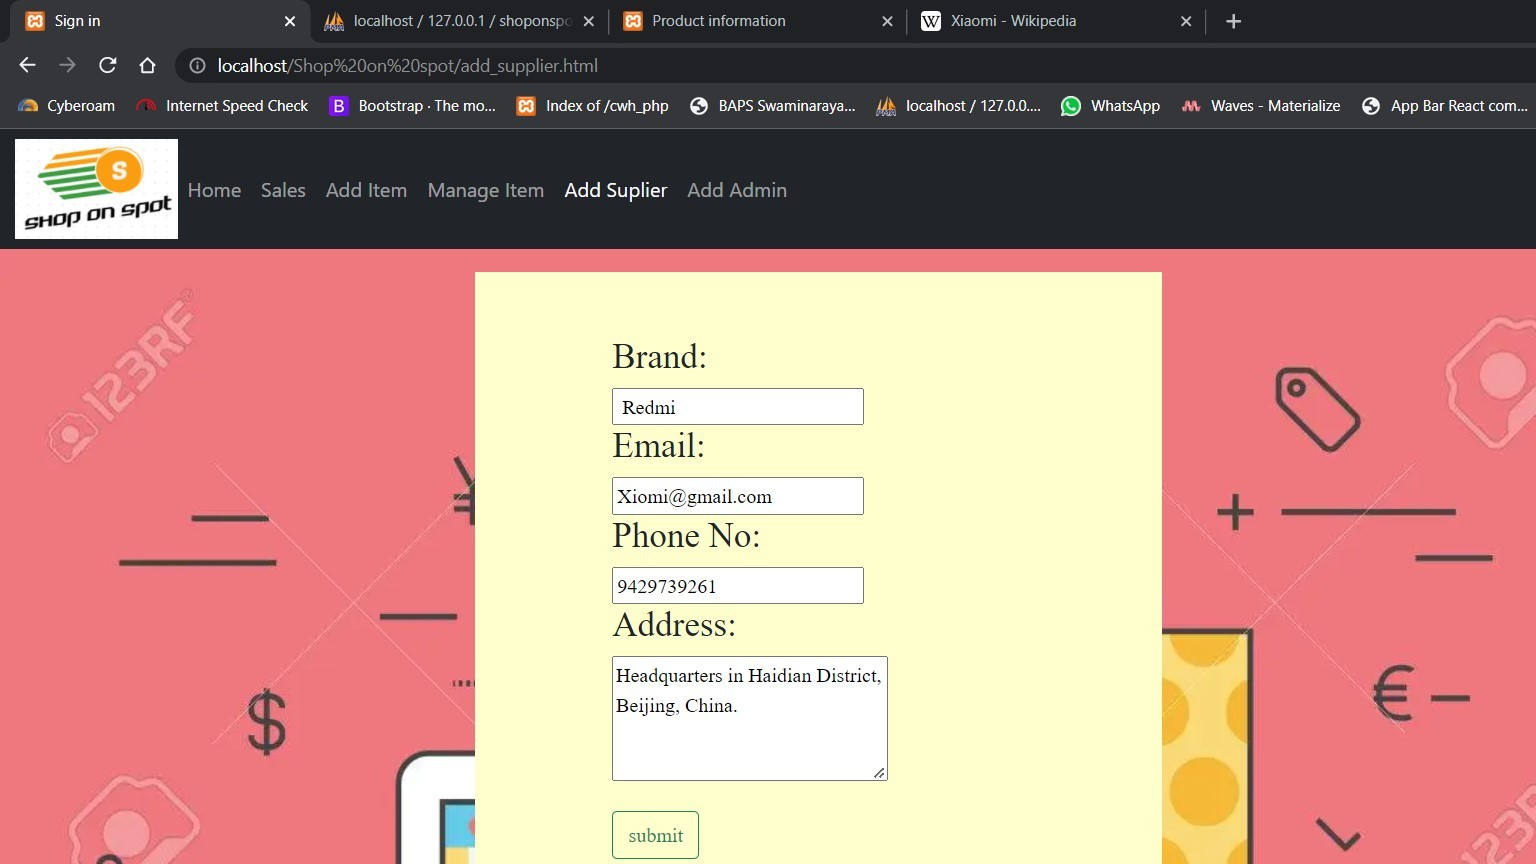 Sign in
localhost / 127.0.0.1 / shoponspo
Product information
W Xiaomi - Wikipedia
localhost/Shop%20on%20spot/add_supplier.html
Cyberoam
Internet Speed Check
B Bootstrap · The mo...
Index of /cwh_php
BAPS Swaminaraya...
localhost / 127.0.0....
WhatsApp
Waves - Materialize
App Bar React com...
S
SHOP ON SPOT
Home
Sales
Add Item
Manage Item
Add Suplier
Add Admin
Brand:
Redmi
Email:
Xiomi@gmail.com
Phone No:
9429739261
Address:
Headquarters in Haidian District,
Beijing, China.
submit
123RF
¥
$
€
123RF